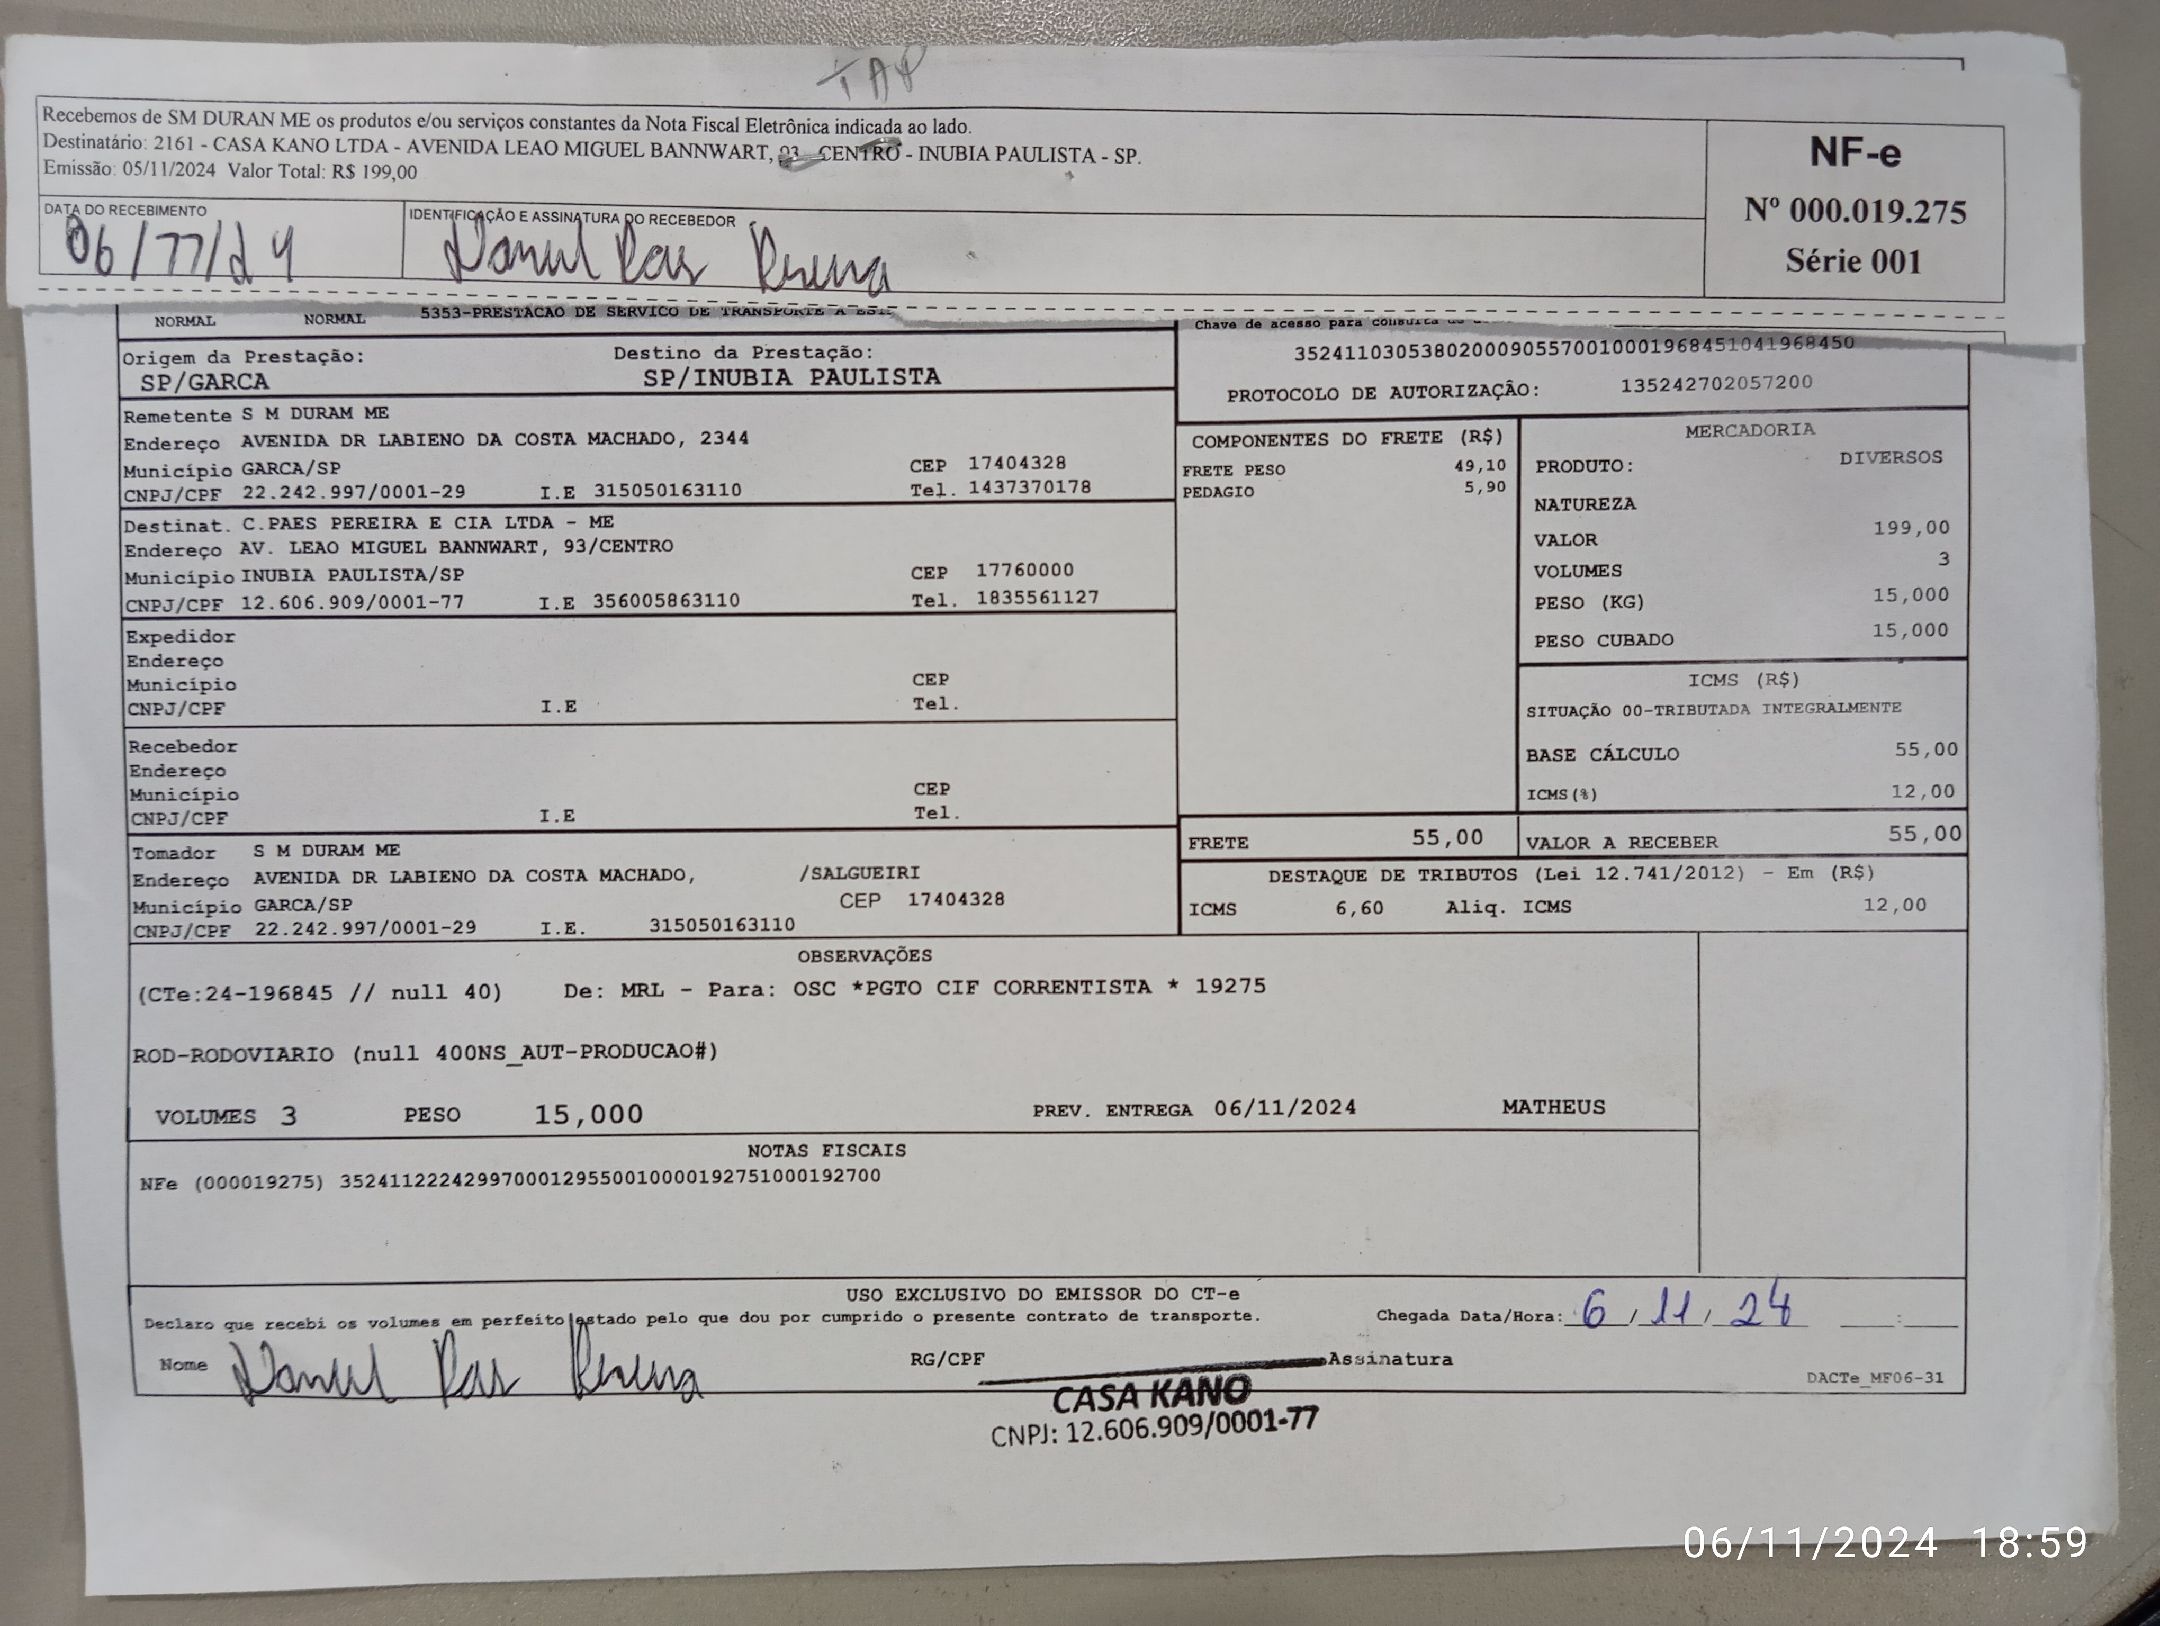 TAP
Recebemos de SM DURAN ME os produtos e/ou serviços constantes da Nota Fiscal Eletrônica indicada ao lado.
Destinatário: 2161 - CASA KANO LTDA - AVENIDA LEAO MIGUEL BANNWART, 93 CENTRO - INUBIA PAULISTA - SP.
Emissão: 05/11/2024 Valor Total: R$ 199,00
NF-e
Nº 000.019.275
Série 001
DATA DO RECEBIMENTO
06/11/24
IDENTIFICAÇÃO E ASSINATURA DO RECEBEDOR
NORMAL NORMAL 5353-PRESTACAO DE SERVICO DE TRANSPORTE A
Chave de acesso para consulta
35241103053802000905570010001968451041968450
PROTOCOLO DE AUTORIZAÇÃO: 135242702057200
Origem da Prestação: Destino da Prestação:
SP/GARCA SP/INUBIA PAULISTA
Remetente S M DURAM ME
Endereço AVENIDA DR LABIENO DA COSTA MACHADO, 2344
Município GARCA/SP CEP 17404328
CNPJ/CPF 22.242.997/0001-29 I.E 315050163110 Tel. 1437370178
Destinat. C.PAES PEREIRA E CIA LTDA - ME
Endereço AV. LEAO MIGUEL BANNWART, 93/CENTRO
Município INUBIA PAULISTA/SP CEP 17760000
CNPJ/CPF 12.606.909/0001-77 I.E 356005863110 Tel. 1835561127
Expedidor
Endereço
Município CEP
CNPJ/CPF I.E Tel.
Recebedor
Endereço
Município CEP
CNPJ/CPF I.E Tel.
Tomador S M DURAM ME
Endereço AVENIDA DR LABIENO DA COSTA MACHADO, /SALGUEIRI
Município GARCA/SP CEP 17404328
CNPJ/CPF 22.242.997/0001-29 I.E. 315050163110
COMPONENTES DO FRETE (R$)
FRETE PESO 49,10
PEDAGIO 5,90
MERCADORIA
PRODUTO: DIVERSOS
NATUREZA
VALOR 199,00
VOLUMES 3
PESO (KG) 15,000
PESO CUBADO 15,000
ICMS (R$)
SITUAÇÃO 00-TRIBUTADA INTEGRALMENTE
BASE CÁLCULO 55,00
ICMS(%) 12,00
FRETE 55,00 VALOR A RECEBER 55,00
DESTAQUE DE TRIBUTOS (Lei 12.741/2012) - Em (R$)
ICMS 6,60 Aliq. ICMS 12,00
OBSERVAÇÕES
(CTe:24-196845 // null 40) De: MRL - Para: OSC *PGTO CIF CORRENTISTA * 19275
ROD-RODOVIARIO (null 400NS_AUT-PRODUCAO#)
VOLUMES 3 PESO 15,000 PREV. ENTREGA 06/11/2024 MATHEUS
NOTAS FISCAIS
NFe (000019275) 35241122242997000129550010000192751000192700
USO EXCLUSIVO DO EMISSOR DO CT-e
Declaro que recebi os volumes em perfeito estado pelo que dou por cumprido o presente contrato de transporte.
Chegada Data/Hora: 6/11/24 :
Nome RG/CPF Assinatura
DACTe_MF06-31
CASA KANO
CNPJ: 12.606.909/0001-77
06/11/2024 18:59